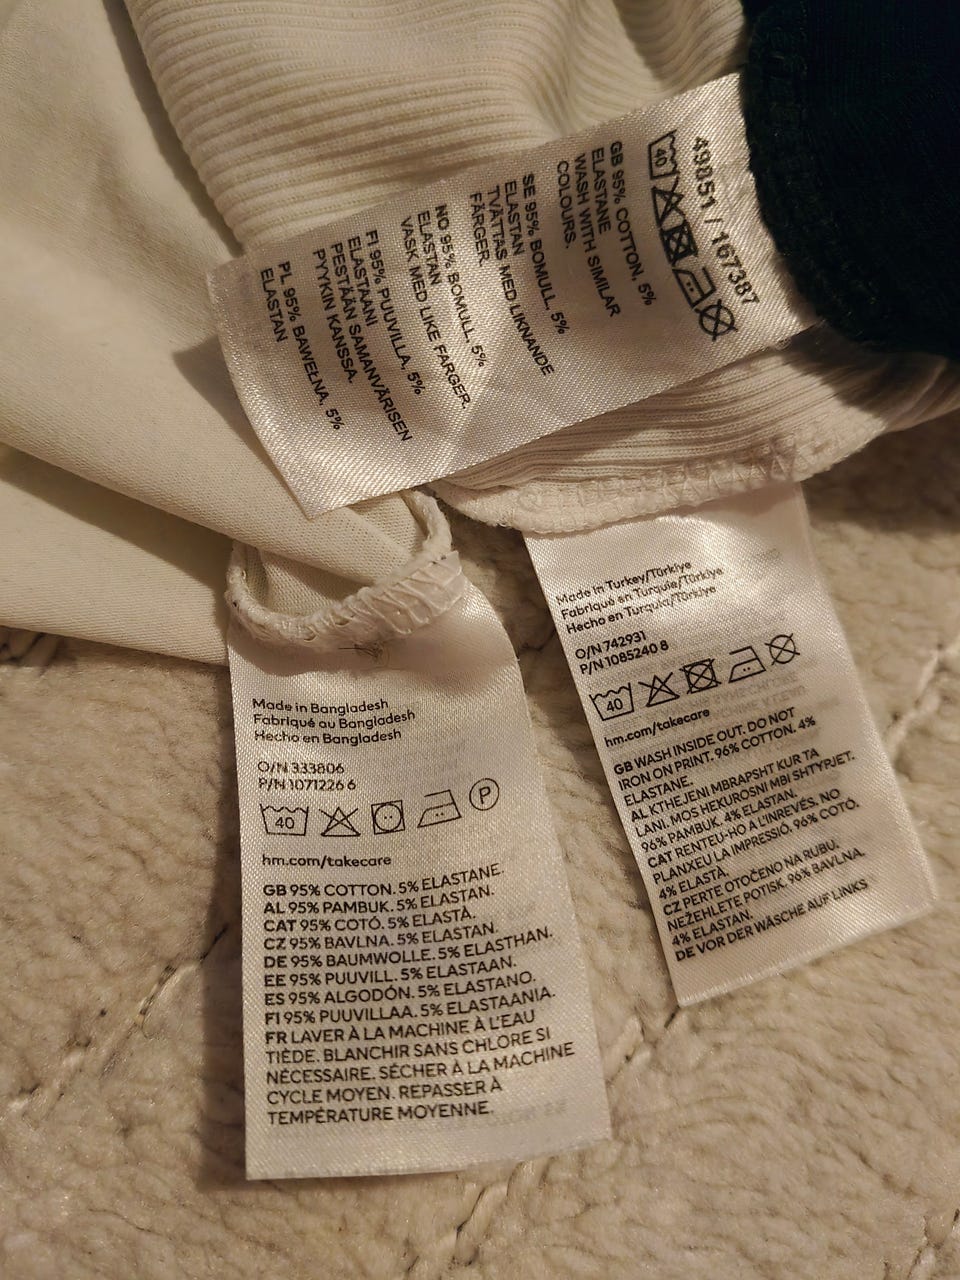 49851 / 167387
40
GB 95% COTTON, 5%
ELASTANE
WASH WITH SIMILAR
COLOURS.
SE 95% BOMULL, 5%
ELASTAN
TVÄTTAS MED LIKNANDE
FÄRGER.
NO 95% BOMULL, 5%
ELASTAN
VASK MED LIKE FARGER.
FI 95% PUUVILLA, 5%
ELASTAANI
PESTÄÄN SAMANVÄRISEN
PYYKIN KANSSA.
PL 95% BAWEŁNA, 5%
ELASTAN
Made in Turkey/Türkiye
Fabriqué en Turquie/Türkiye
Hecho en Turquía/Türkiye
O/N 742931
P/N 1085240 8
40
hm.com/takecare
GB WASH INSIDE OUT. DO NOT
IRON ON PRINT. 96% COTTON. 4%
ELASTANE.
AL KTHEJENI MBRAPSHT KUR TA
LANI. MOS HEKUROSNI MBI SHTYPJET.
96% PAMBUK. 4% ELASTAN.
CAT RENTEU-HO A L'INREVÉS. NO
PLANXEU LA IMPRESSIÓ. 96% COTÓ.
4% ELASTÀ.
CZ PERTE OTOČENO NA RUBU.
NEŽEHLETE POTISK. 96% BAVLNA.
4% ELASTAN.
DE VOR DER WÄSCHE AUF LINKS
Made in Bangladesh
Fabriqué au Bangladesh
Hecho en Bangladesh
O/N 333806
P/N 1071226 6
40
P
hm.com/takecare
GB 95% COTTON. 5% ELASTANE.
AL 95% PAMBUK. 5% ELASTAN.
CAT 95% COTÓ. 5% ELASTÀ.
CZ 95% BAVLNA. 5% ELASTAN.
DE 95% BAUMWOLLE. 5% ELASTHAN.
EE 95% PUUVILL. 5% ELASTAAN.
ES 95% ALGODÓN. 5% ELASTANO.
FI 95% PUUVILLAA. 5% ELASTAANIA.
FR LAVER À LA MACHINE À L'EAU
TIÈDE. BLANCHIR SANS CHLORE SI
NÉCESSAIRE. SÉCHER À LA MACHINE
CYCLE MOYEN. REPASSER À
TEMPÉRATURE MOYENNE.